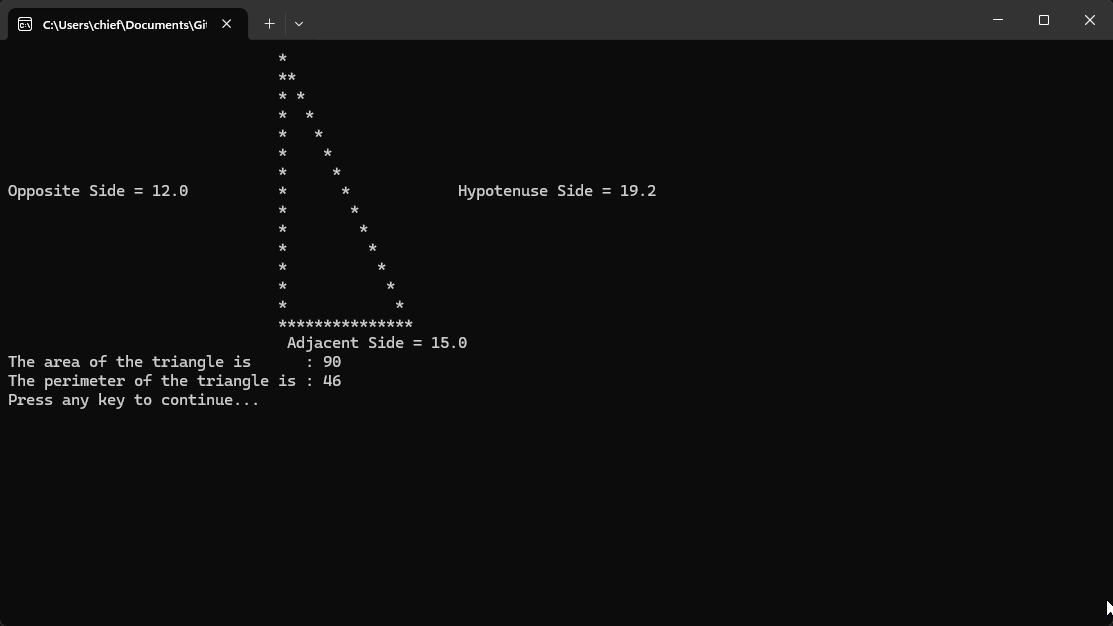 C:\Users\chief\Documents\Git
*
**
* *
*  *
*   *
*    *
*     *
Opposite Side = 12.0          *      *            Hypotenuse Side = 19.2
*       *
*        *
*         *
*          *
*           *
*            *
***************
Adjacent Side = 15.0
The area of the triangle is      : 90
The perimeter of the triangle is : 46
Press any key to continue...